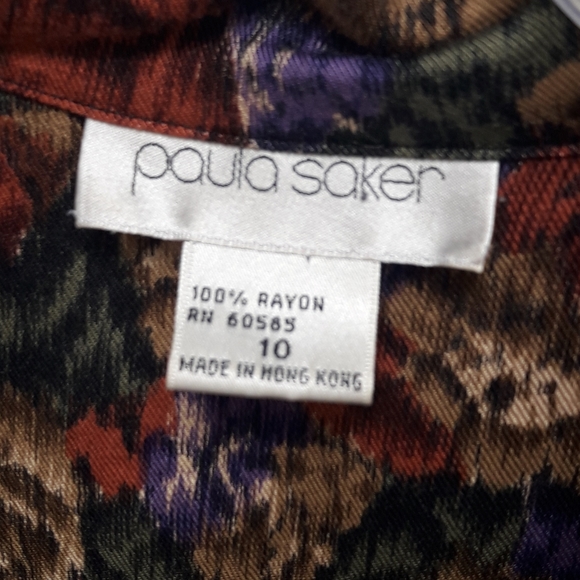 paula saker
100% RAYON
RN 60585
10
MADE IN HONG KONG